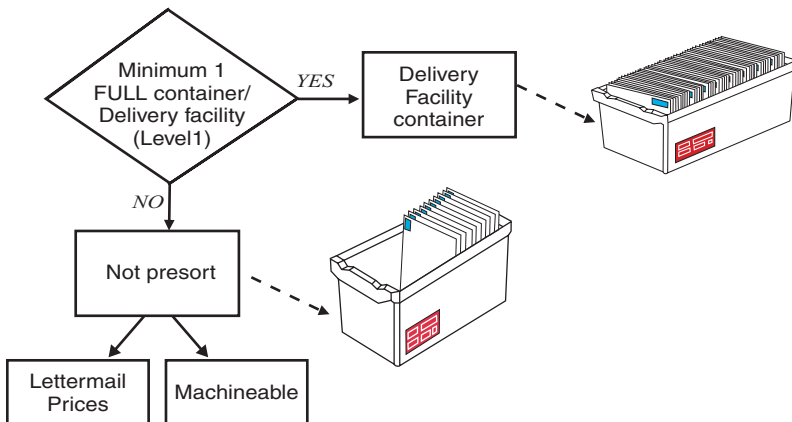 Minimum 1
FULL container/
Delivery facility
(Level1)
YES
Delivery
Facility
container
NO
Not presort
Lettermail
Prices
Machineable